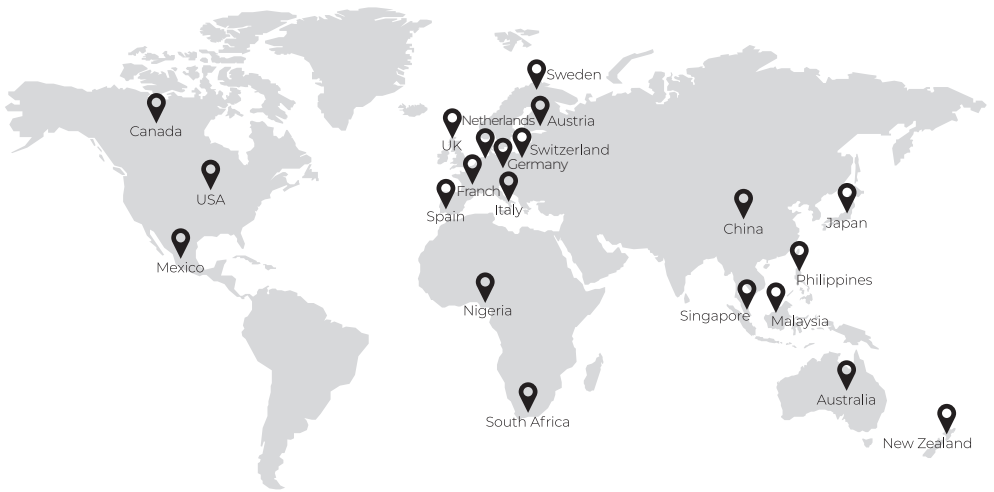 Sweden
Canada
Netherlands
Austria
UK
Switzerland
Germany
USA
Franch
Spain
Italy
China
Japan
Mexico
Philippines
Nigeria
Singapore
Malaysia
Australia
South Africa
New Zealand